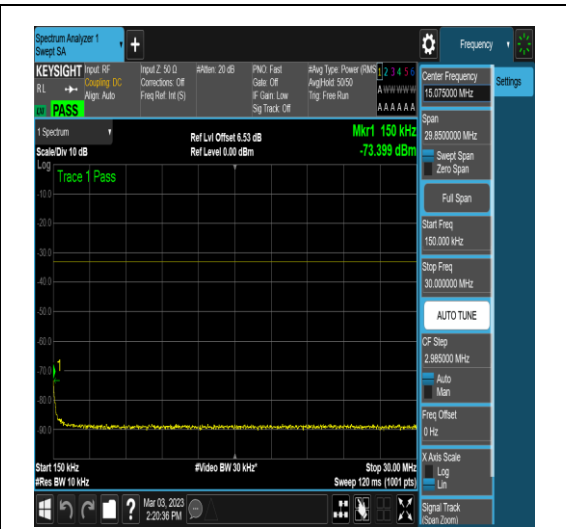 Spectrum Analyzer 1
Swept SA
Frequency
KEYSIGHT
Input: RF
Coupling: DC
Align: Auto
Input Z: 50 Ω
Corrections: Off
Freq Ref: Int (S)
#Atten: 20 dB
PNO: Fast
Gate: Off
IF Gain: Low
Sig Track: Off
#Avg Type: Power (RMS
Avg|Hold: 50/50
Trig: Free Run
1 2 3 4 5 6
A W W W W W
A A A A A A
RL
PASS
1 Spectrum
Scale/Div 10 dB
Ref Lvl Offset 6.53 dB
Ref Level 0.00 dBm
Mkr1 150 kHz
-73.399 dBm
Log
Trace 1 Pass
-10.0
-20.0
-30.0
-40.0
-50.0
-60.0
-70.0
-80.0
-90.0
1
Start 150 kHz
#Res BW 10 kHz
#Video BW 30 kHz*
Stop 30.00 MHz
Sweep 120 ms (1001 pts)
Mar 03, 2023
2:20:36 PM
?
Center Frequency
15.075000 MHz
Settings
Span
29.8500000 MHz
Swept Span
Zero Span
Full Span
Start Freq
150.000 kHz
Stop Freq
30.000000 MHz
AUTO TUNE
CF Step
2.985000 MHz
Auto
Man
Freq Offset
0 Hz
X Axis Scale
Log
Lin
Signal Track
(Span Zoom)